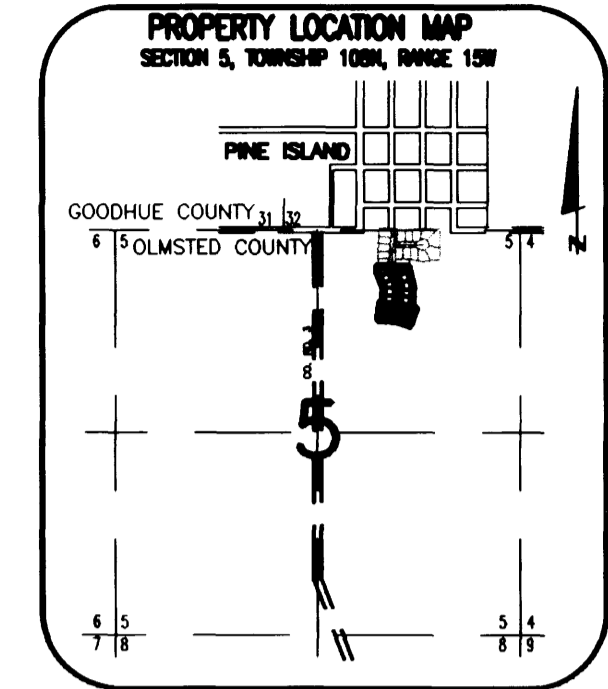 PROPERTY LOCATION MAP
SECTION 5, TOWNSHIP 108N, RANGE 15W
PINE ISLAND
GOODHUE COUNTY 31 32
6 5 OLMSTED COUNTY 5 4
N
5
6 5 5 4
7 8 8 9